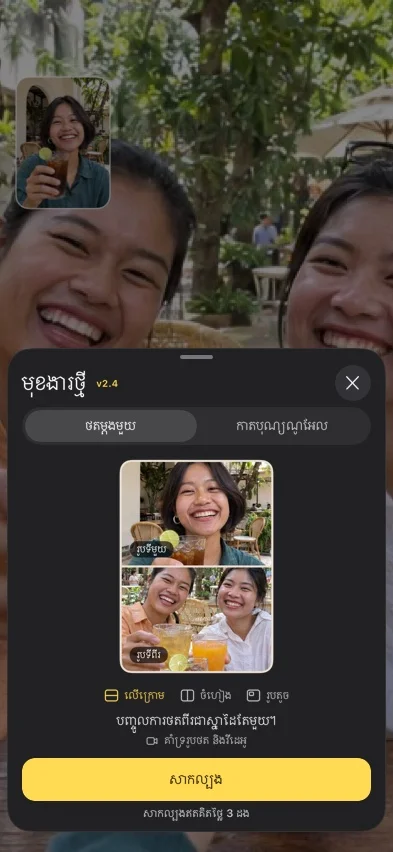 មុខងារថ្មី v2.4
ថតម្ដងមួយ
កាតបុណ្យណូអែល
រូបទីមួយ
រូបទីពីរ
លើក្រោម
ចំហៀង
រូបតូច
បញ្ចូលការថតពីរជាស្នាដៃតែមួយ។
គាំទ្ររូបថត និងវីដេអូ
សាកល្បង
សាកល្បងឥតគិតថ្លៃ 3 ដង